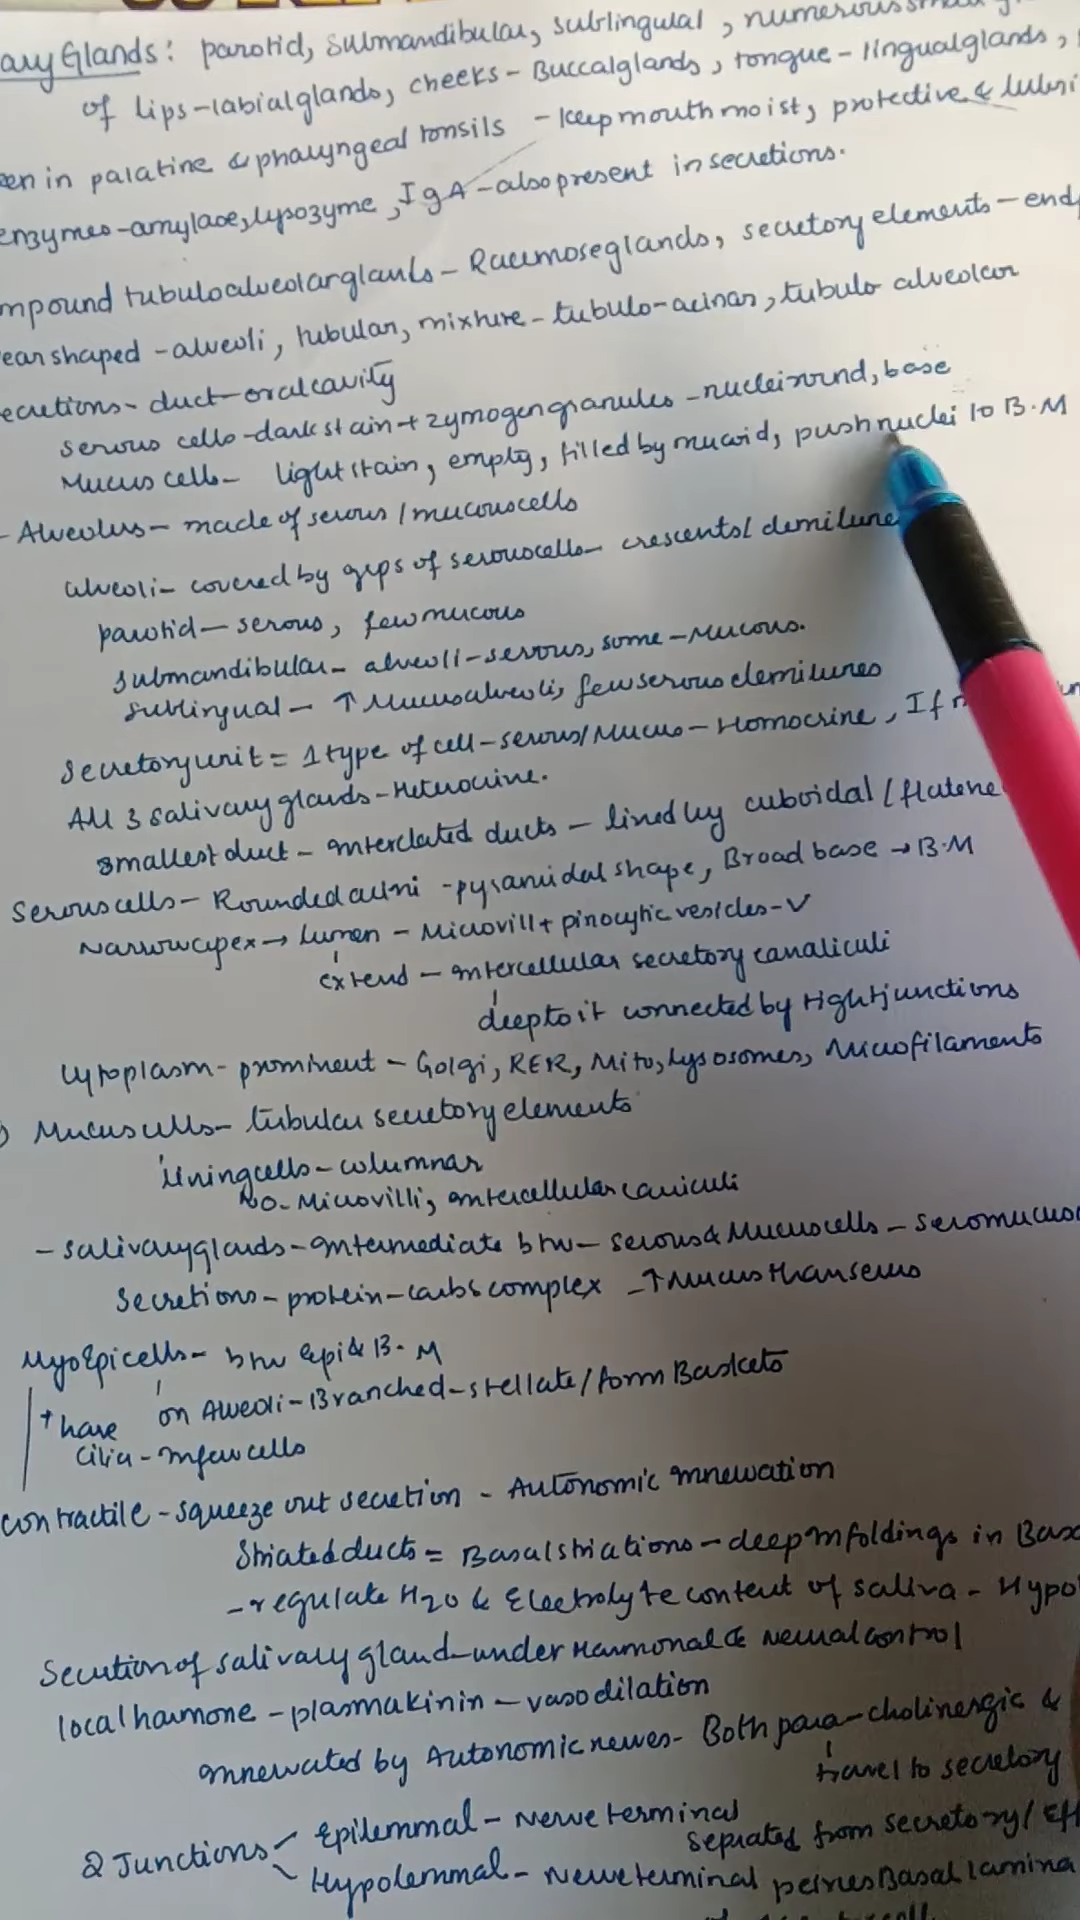 ary Glands: parotid, submandibular, sublingual, numerous
of lips-labial glands, cheeks - Buccal glands, tongue - lingual glands,
en in palatine & pharyngeal tonsils - keep mouth moist, protective & lubri
enzymes-amylase, lysozyme, IgA - also present in secretions.
mpound tubuloalveolar glands - Racemose glands, secretory elements - end
ear shaped - alveoli, tubular, mixture - tubulo-acinar, tubulo alveolar
ecretions - duct - oral cavity
serous cells - dark stain + zymogen granules - nuclei round, base
Mucus cells - light stain, empty, filled by mucoid, push nuclei to B.M
- Alveolus - made of serous / mucous cells
alveoli - covered by grps of serous cells - crescents / demilune
parotid - serous, few mucous
submandibular - alveoli - serous, some - Mucous.
sublingual - ↑ Mucus alveoli, few serous demilunes
Secretory unit = 1 type of cell - serous / Mucus - Homocrine, If
All 3 salivary glands - Heterocrine.
smallest duct - interclated ducts - lined by cuboidal / flatene
Serous cells - Rounded acini - pyramidal shape, Broad base → B.M
Narrow apex → lumen - Microvilli + pinocytic vesicles - V
extend - intercellular secretory canaliculi
deep to it connected by tight junctions
cytoplasm - prominent - Golgi, RER, Mito, lysosomes, Microfilaments
Mucus cells - tubular secretory elements
lining cells - columnar
No - Microvilli, intercellular caniculi
- salivary glands - intermediate btw - serous & Mucus cells - seromucus
Secretions - protein - carbs complex - ↑ Mucus than serus
Myo Epi cells - btw epi & B.M
on Alveoli - Branched - stellate / form Baskets
+ have
cilia - in few cells
contractile - squeeze out secretion - Autonomic innervation
Striated ducts = Basal striations - deep infoldings in Bas
- regulate H2O & Electrolyte content of saliva - Hypo
Secretion of salivary gland - under Harmonal & Neural control
local harmone - plasma kinin - vasodilation
innervated by Autonomic nerves - Both para - cholinergic &
travel to secretory
2 Junctions - Epilemmal - Nerve terminal
seprated from secretory / Eff
Hypolemmal - Nerve terminal Basal lamina